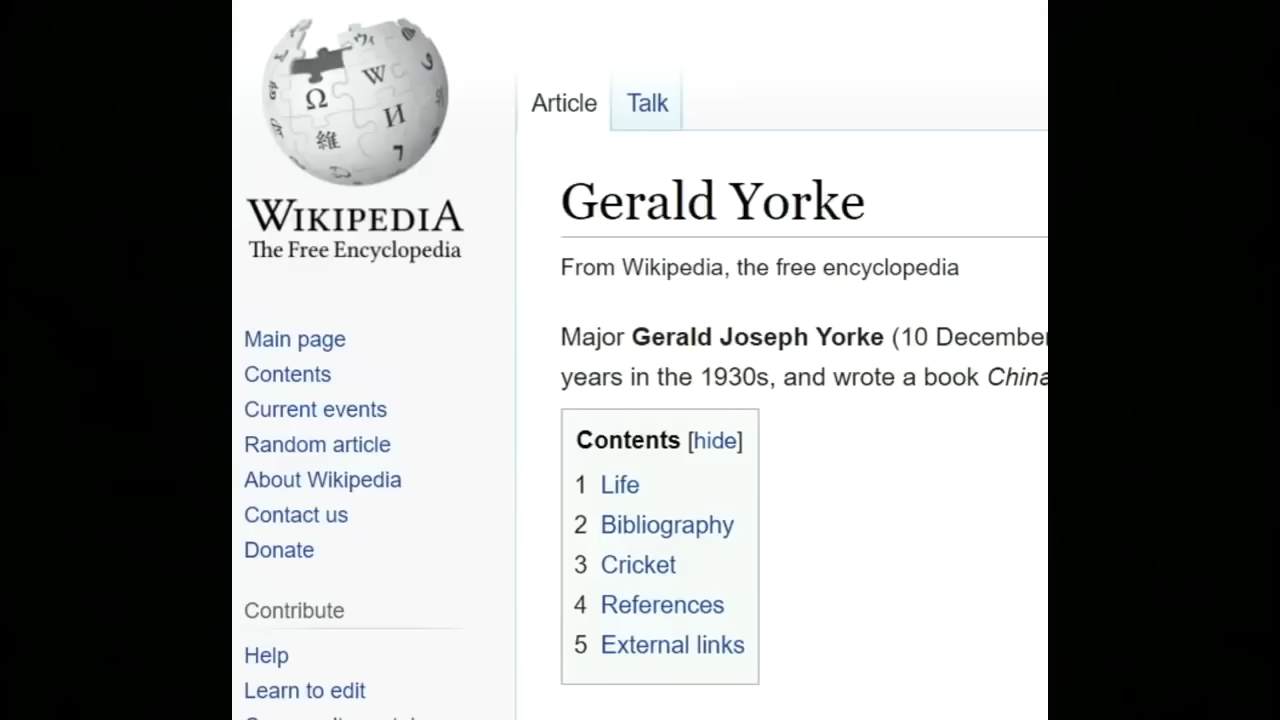 WIKIPEDIA
The Free Encyclopedia
Main page
Contents
Current events
Random article
About Wikipedia
Contact us
Donate
Contribute
Help
Learn to edit
Article
Talk
Gerald Yorke
From Wikipedia, the free encyclopedia
Major Gerald Joseph Yorke (10 December
years in the 1930s, and wrote a book China
Contents [hide]
1 Life
2 Bibliography
3 Cricket
4 References
5 External links